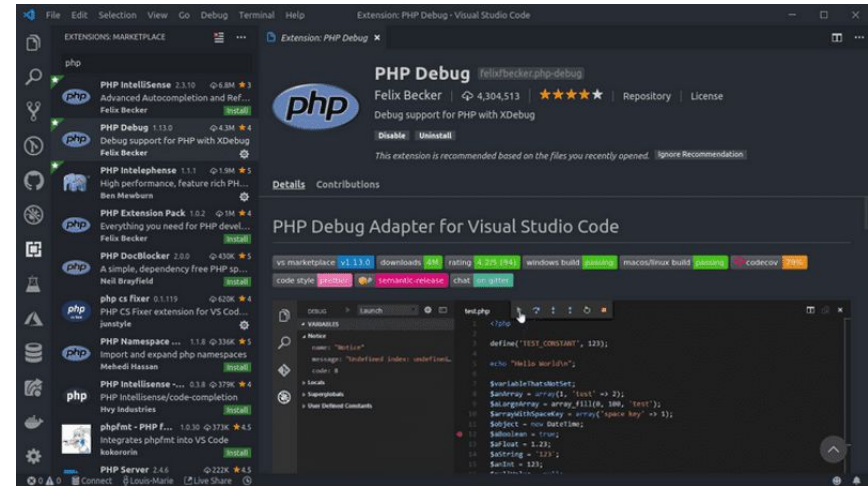 File Edit Selection View Go Debug Terminal Help Extension: PHP Debug - Visual Studio Code
EXTENSIONS: MARKETPLACE
php
PHP IntelliSense 2.3.10 6.8M ★3
Advanced Autocompletion and Ref...
Felix Becker Install
PHP Debug 1.13.0 4.3M ★4
Debug support for PHP with XDebug
Felix Becker
PHP Intelephense 1.1.1 1.9M ★5
High performance, feature rich PH...
Ben Mewburn
PHP Extension Pack 1.0.2 1M ★4
Everything you need for PHP devel...
Felix Becker Install
PHP DocBlocker 2.0.0 430K ★5
A simple, dependency free PHP sp...
Neil Brayfield Install
php cs fixer 0.1.119 620K ★4
PHP CS Fixer extension for VS Cod...
junstyle
PHP Namespace ... 1.1.8 336K ★5
Import and expand php namespaces
Mehedi Hassan Install
PHP Intellisense -... 0.3.8 379K ★4
PHP Intellisense/code-completion
Hvy Industries Install
phpfmt - PHP f... 1.0.30 373K ★4.5
Integrates phpfmt into VS Code
kokororin Install
PHP Server 2.4.6 222K ★4.5
Extension: PHP Debug ×
php
PHP Debug felixfbecker.php-debug
Felix Becker | 4,304,513 | ★★★★★ | Repository | License
Debug support for PHP with XDebug
Disable Uninstall
This extension is recommended based on the files you recently opened. Ignore Recommendation
Details Contributions
PHP Debug Adapter for Visual Studio Code
vs marketplace v1.13.0 downloads 4M rating 4.2/5 (94) windows build passing macos/linux build passing codecov 79%
code style prettier semantic-release chat on gitter
DEBUG Launch
VARIABLES
Notice
name: "Notice"
message: "Undefined index: undefined...
code: 8
Locals
Superglobals
User Defined Constants
test.php
1 <?php
2
3 define('TEST_CONSTANT', 123);
4
5 echo "Hello World\n";
6
7 $variableThatsNotSet;
8 $anArray = array(1, 'test' => 2);
9 $aLargeArray = array_fill(0, 100, 'test');
10 $arrayWithSpaceKey = array('space key' => 1);
11 $object = new DateTime;
12 $aBoolean = true;
13 $aFloat = 1.23;
14 $aString = '123';
15 $anInt = 123;
0 0 Connect Louis-Marie Live Share